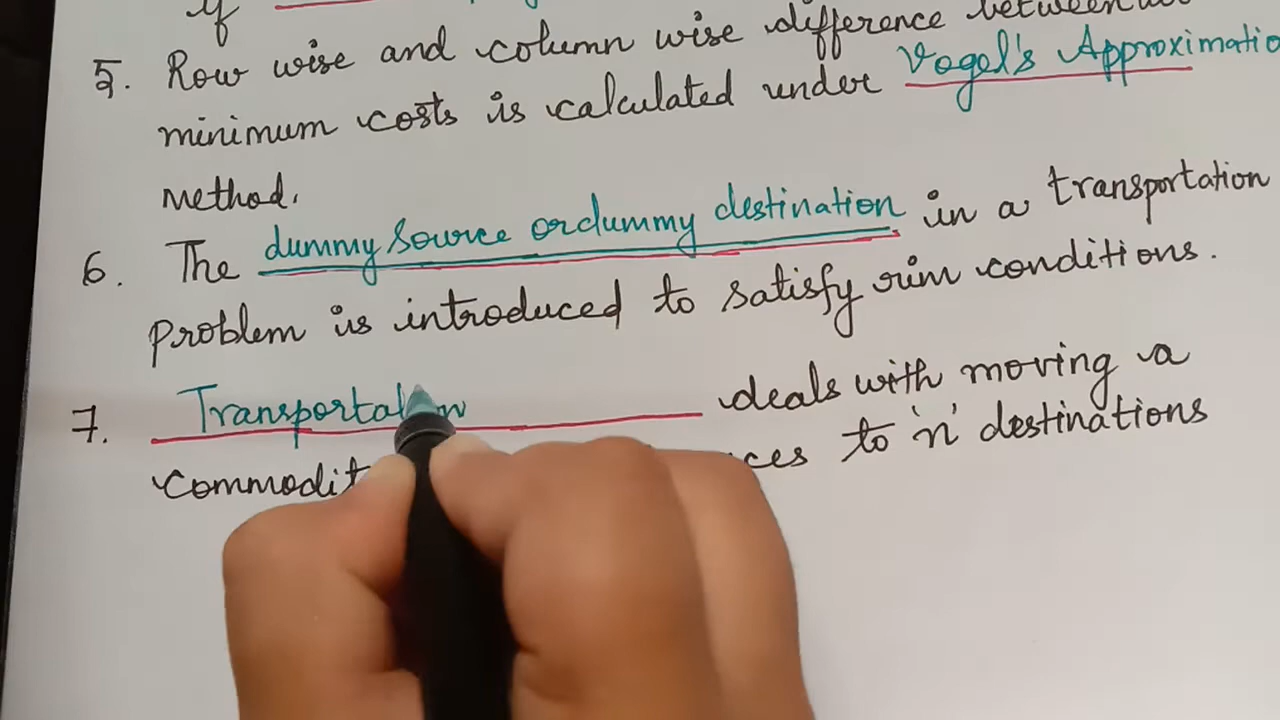 if
5. Row wise and column wise difference between
minimum costs is calculated under Vogel's Approximatio
method.
6. The dummy source or dummy destination in a transportation
problem is introduced to satisfy rim conditions.
7. deals with moving a
to 'n' destinations